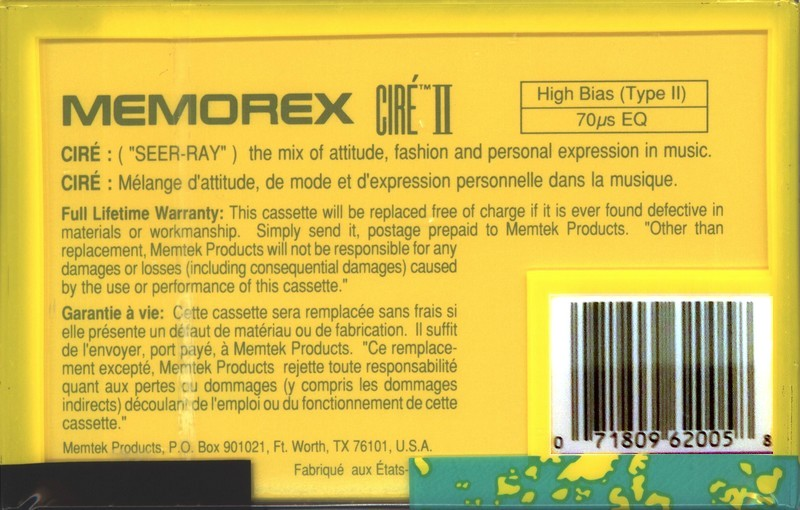 MEMOREX CIRÉ™ II
High Bias (Type II)
70µs EQ
CIRÉ : ( "SEER-RAY" ) the mix of attitude, fashion and personal expression in music.
CIRÉ : Mélange d'attitude, de mode et d'expression personnelle dans la musique.
Full Lifetime Warranty: This cassette will be replaced free of charge if it is ever found defective in
materials or workmanship. Simply send it, postage prepaid to Memtek Products. "Other than
replacement, Memtek Products will not be responsible for any
damages or losses (including consequential damages) caused
by the use or performance of this cassette."
Garantie à vie: Cette cassette sera remplacée sans frais si
elle présente un défaut de matériau ou de fabrication. Il suffit
de l'envoyer, port payé, à Memtek Products. "Ce remplace-
ment excepté, Memtek Products rejette toute responsabilité
quant aux pertes ou dommages (y compris les dommages
indirects) découlant de l'emploi ou du fonctionnement de cette
cassette."
Memtek Products, P.O. Box 901021, Ft. Worth, TX 76101, U.S.A.
Fabriqué aux États-
0 71809 62005 8